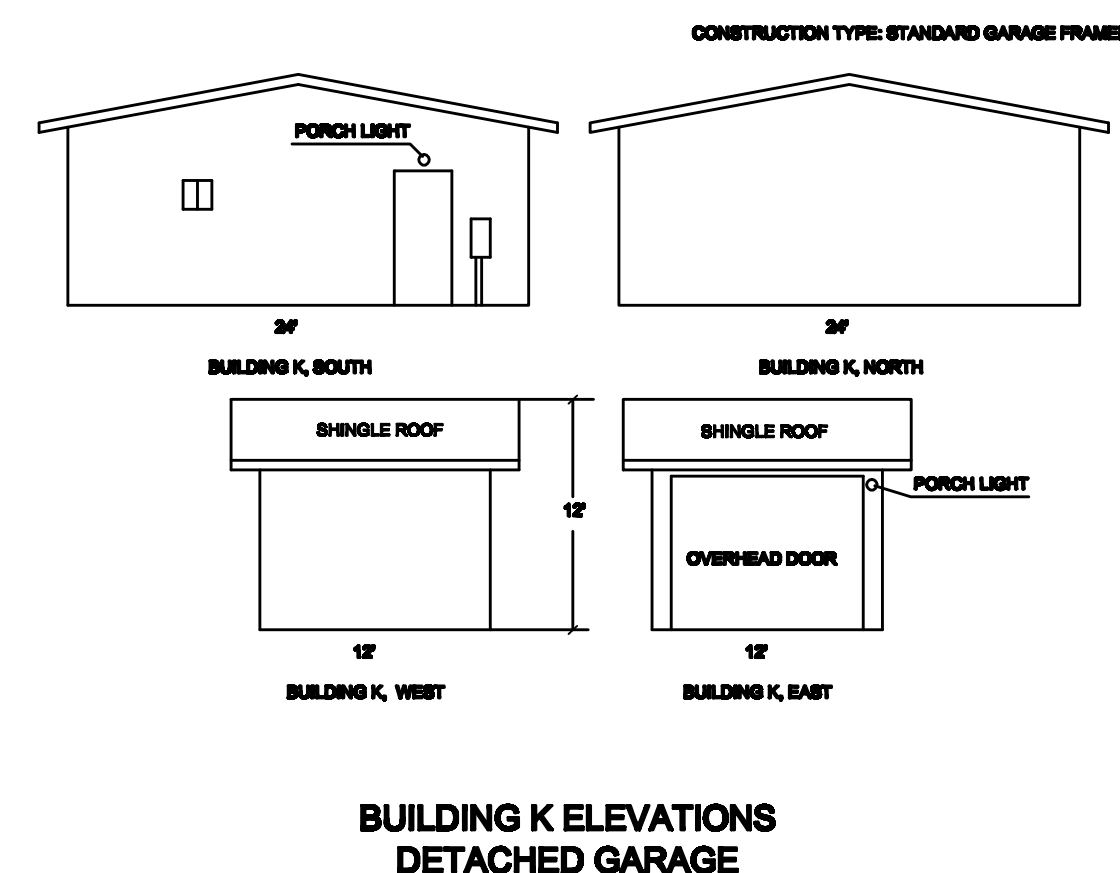 CONSTRUCTION TYPE: STANDARD GARAGE FRAME
PORCH LIGHT
24'
24'
BUILDING K, SOUTH
BUILDING K, NORTH
SHINGLE ROOF
SHINGLE ROOF
PORCH LIGHT
12'
OVERHEAD DOOR
12'
12'
BUILDING K, WEST
BUILDING K, EAST
BUILDING K ELEVATIONS
DETACHED GARAGE